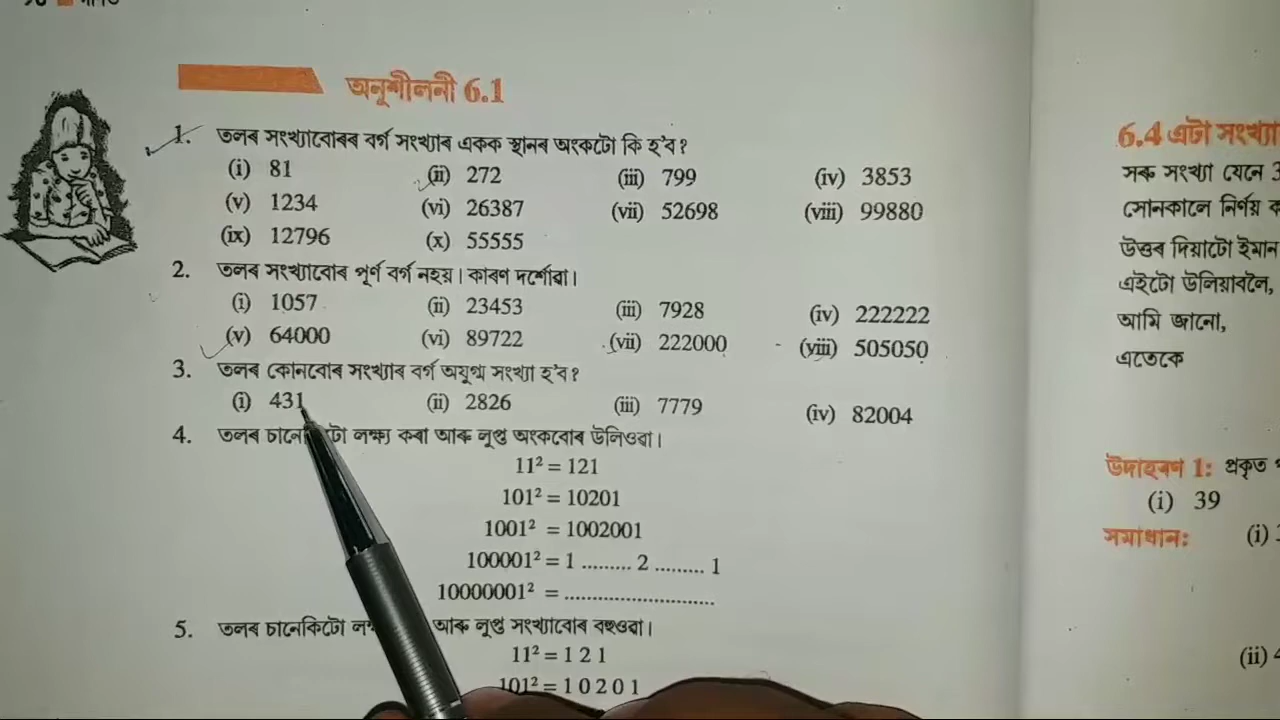 অনুশীলনী 6.1
1. তলৰ সংখ্যাবোৰৰ বৰ্গ সংখ্যাৰ একক স্থানৰ অংকটো কি হ'ব?
(i) 81 (ii) 272 (iii) 799 (iv) 3853
(v) 1234 (vi) 26387 (vii) 52698 (viii) 99880
(ix) 12796 (x) 55555
2. তলৰ সংখ্যাবোৰ পূৰ্ণ বৰ্গ নহয়। কাৰণ দৰ্শোৱা।
(i) 1057 (ii) 23453 (iii) 7928 (iv) 222222
(v) 64000 (vi) 89722 (vii) 222000 (viii) 505050
3. তলৰ কোনবোৰ সংখ্যাৰ বৰ্গ অযুগ্ম সংখ্যা হ'ব?
(i) 431 (ii) 2826 (iii) 7779 (iv) 82004
4. তলৰ লক্ষ্য কৰা আৰু লুপ্ত অংকবোৰ উলিওৱা।
11² = 121
101² = 10201
1001² = 1002001
100001² = 1 ......... 2 ......... 1
10000001² = ...........................
5. তলৰ চানেকিটো আৰু লুপ্ত সংখ্যাবোৰ বহুওৱা।
11² = 1 2 1
101² = 1 0 2 0 1
6.4 এটা সংখ্যা
সৰু সংখ্যা যেনে 3
সোনকালে নিৰ্ণয়
উত্তৰ দিয়াটো ইমান
এইটো উলিয়াবলৈ,
আমি জানো,
এতেকে
উদাহৰণ 1: প্ৰকৃত
(i) 39
সমাধান: (i)
(ii) 4